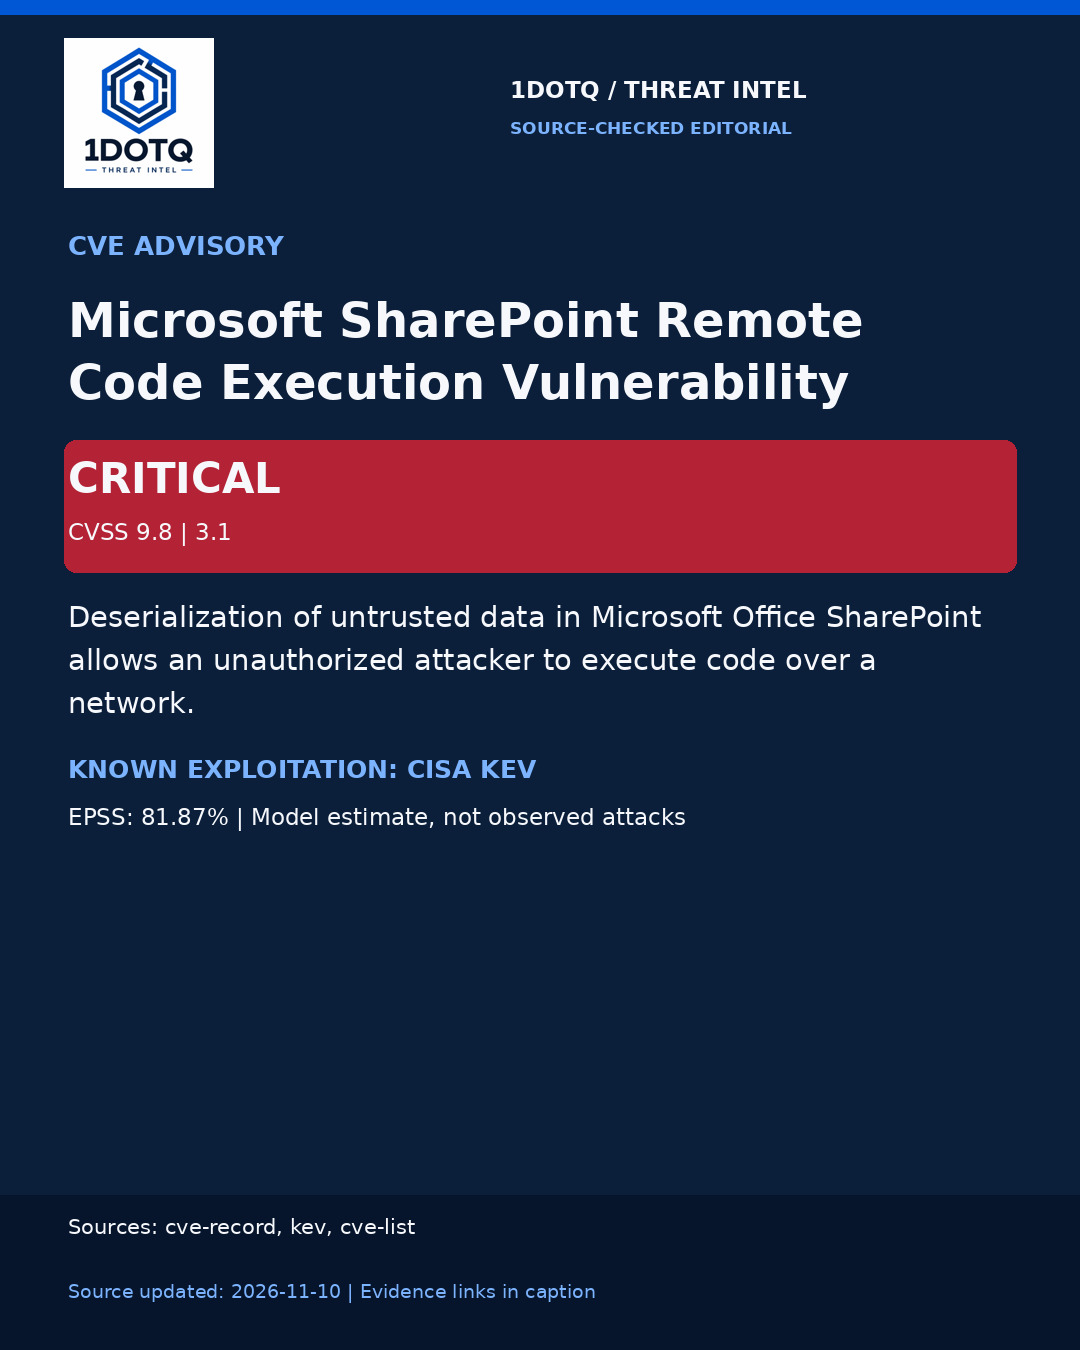 1DOTQ
THREAT INTEL
1DOTQ / THREAT INTEL
SOURCE-CHECKED EDITORIAL
CVE ADVISORY
Microsoft SharePoint Remote
Code Execution Vulnerability
CRITICAL
CVSS 9.8 | 3.1
Deserialization of untrusted data in Microsoft Office SharePoint
allows an unauthorized attacker to execute code over a
network.
KNOWN EXPLOITATION: CISA KEV
EPSS: 81.87% | Model estimate, not observed attacks
Sources: cve-record, kev, cve-list
Source updated: 2026-11-10 | Evidence links in caption